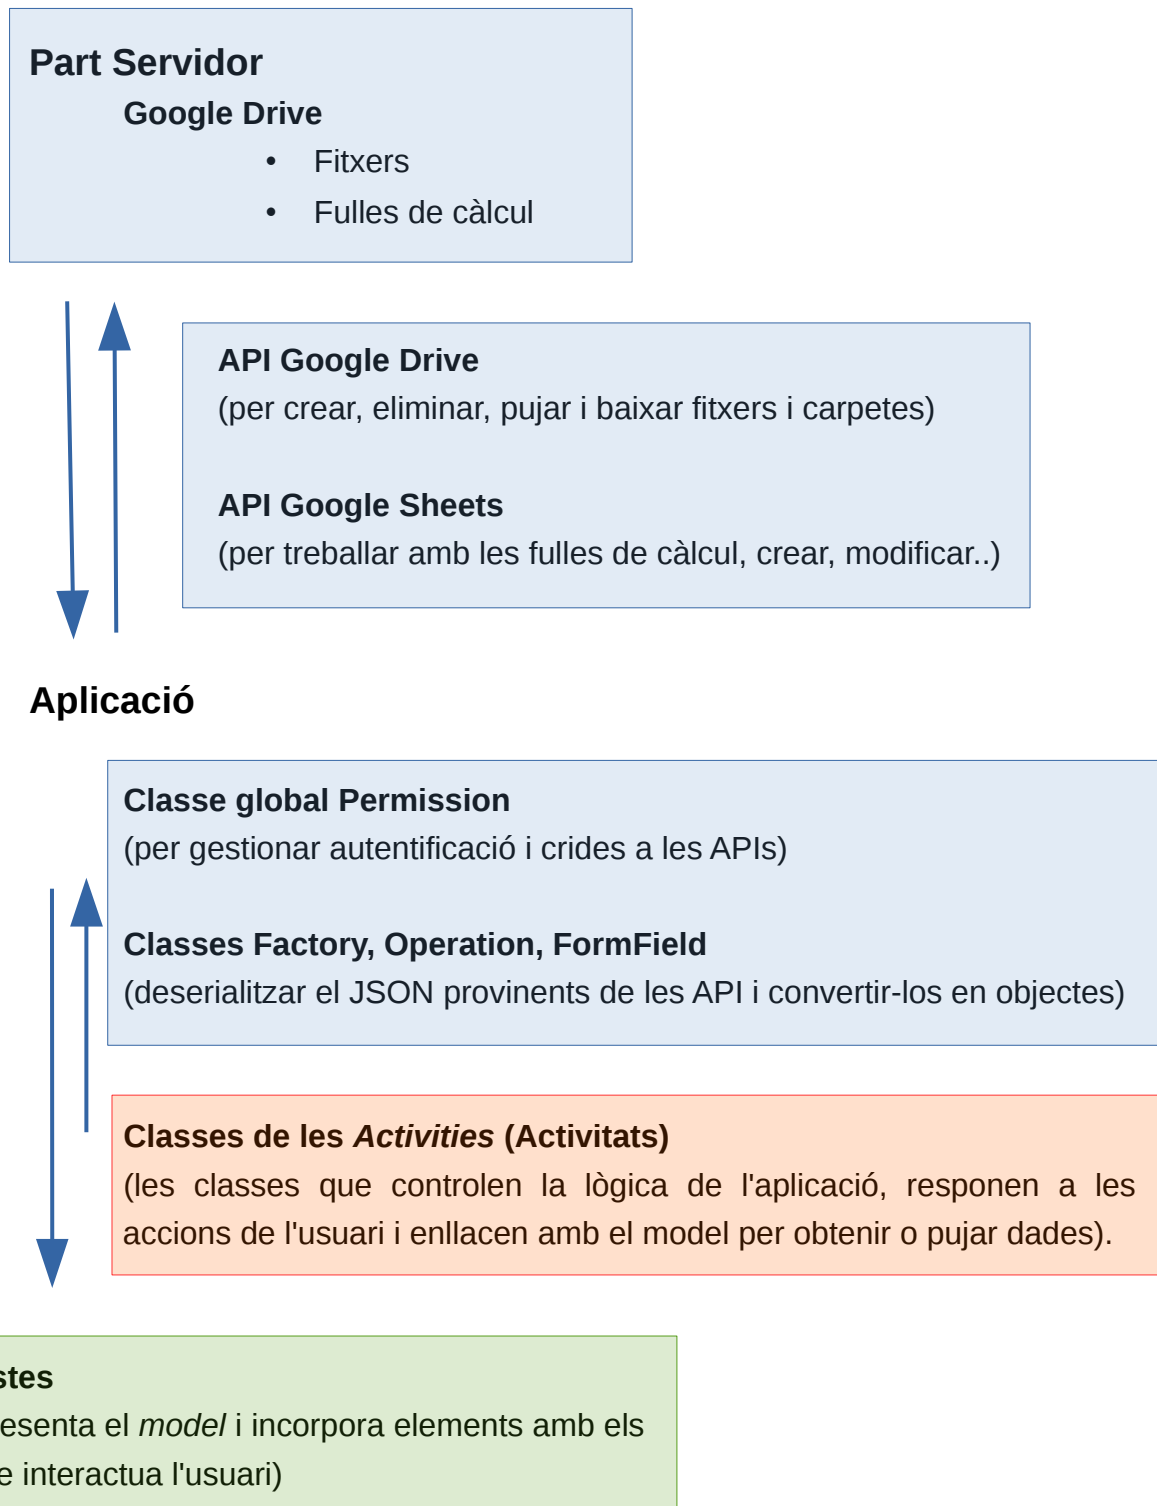 Part Servidor
Google Drive
• Fitxers
• Fulles de càlcul
API Google Drive
(per crear, eliminar, pujar i baixar fitxers i carpetes)
API Google Sheets
(per treballar amb les fulles de càlcul, crear, modificar..)
Aplicació
Classe global Permission
(per gestionar autentificació i crides a les APIs)
Classes Factory, Operation, FormField
(deserialitzar el JSON provinents de les API i convertir-los en objectes)
Classes de les Activities (Activitats)
(les classes que controlen la lògica de l'aplicació, responen a les
accions de l'usuari i enllacen amb el model per obtenir o pujar dades).
stes
esenta el model i incorpora elements amb els
e interactua l'usuari)